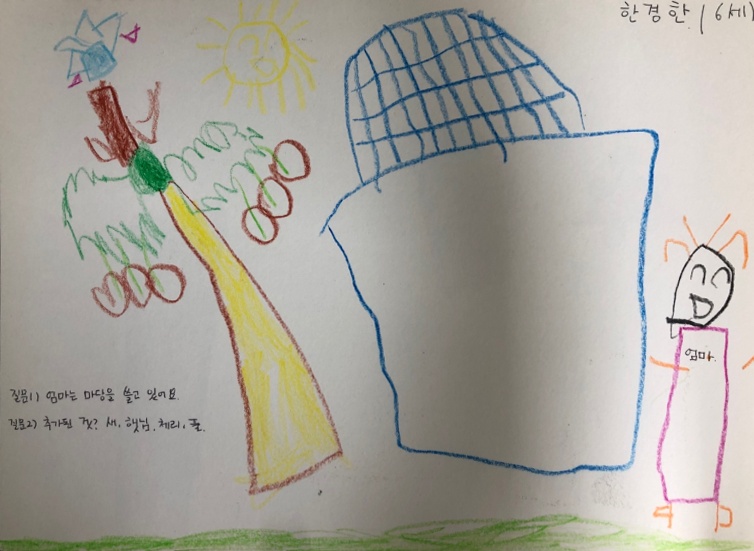 한경한 (6세)
엄마.
질문1) 엄마는 마당을 쓸고 있어요.
질문2) 추가된 것? 새, 햇님, 체리, 풀.